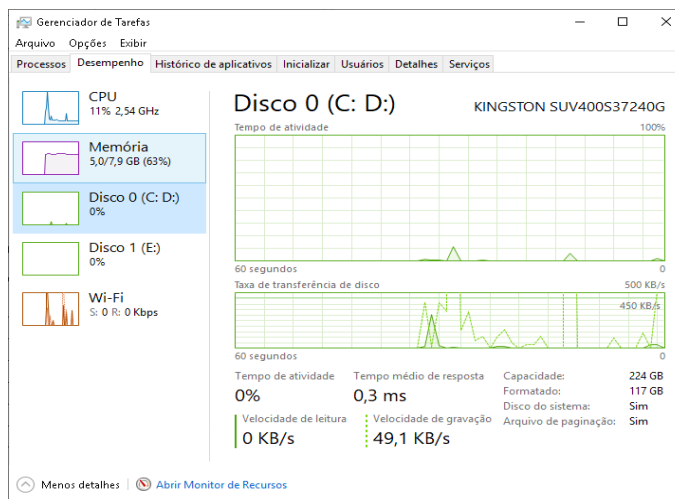 Gerenciador de Tarefas
Arquivo Opções Exibir
Processos Desempenho Histórico de aplicativos Inicializar Usuários Detalhes Serviços
CPU
11% 2,54 GHz
Memória
5,0/7,9 GB (63%)
Disco 0 (C: D:)
0%
Disco 1 (E:)
0%
Wi-Fi
S: 0 R: 0 Kbps
Disco 0 (C: D:) KINGSTON SUV400S37240G
Tempo de atividade 100%
60 segundos 0
Taxa de transferência de disco 500 KB/s
450 KB/s
60 segundos 0
Tempo de atividade
0%
Tempo médio de resposta
0,3 ms
Velocidade de leitura
0 KB/s
Velocidade de gravação
49,1 KB/s
Capacidade: 224 GB
Formatado: 117 GB
Disco do sistema: Sim
Arquivo de paginação: Sim
Menos detalhes Abrir Monitor de Recursos